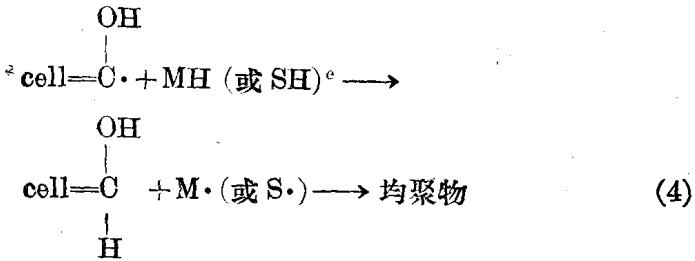 OH
cell═C·+MH (或 SH)ᵉ ⟶
OH
cell═C +M·(或 S·)⟶ 均聚物 (4)
H